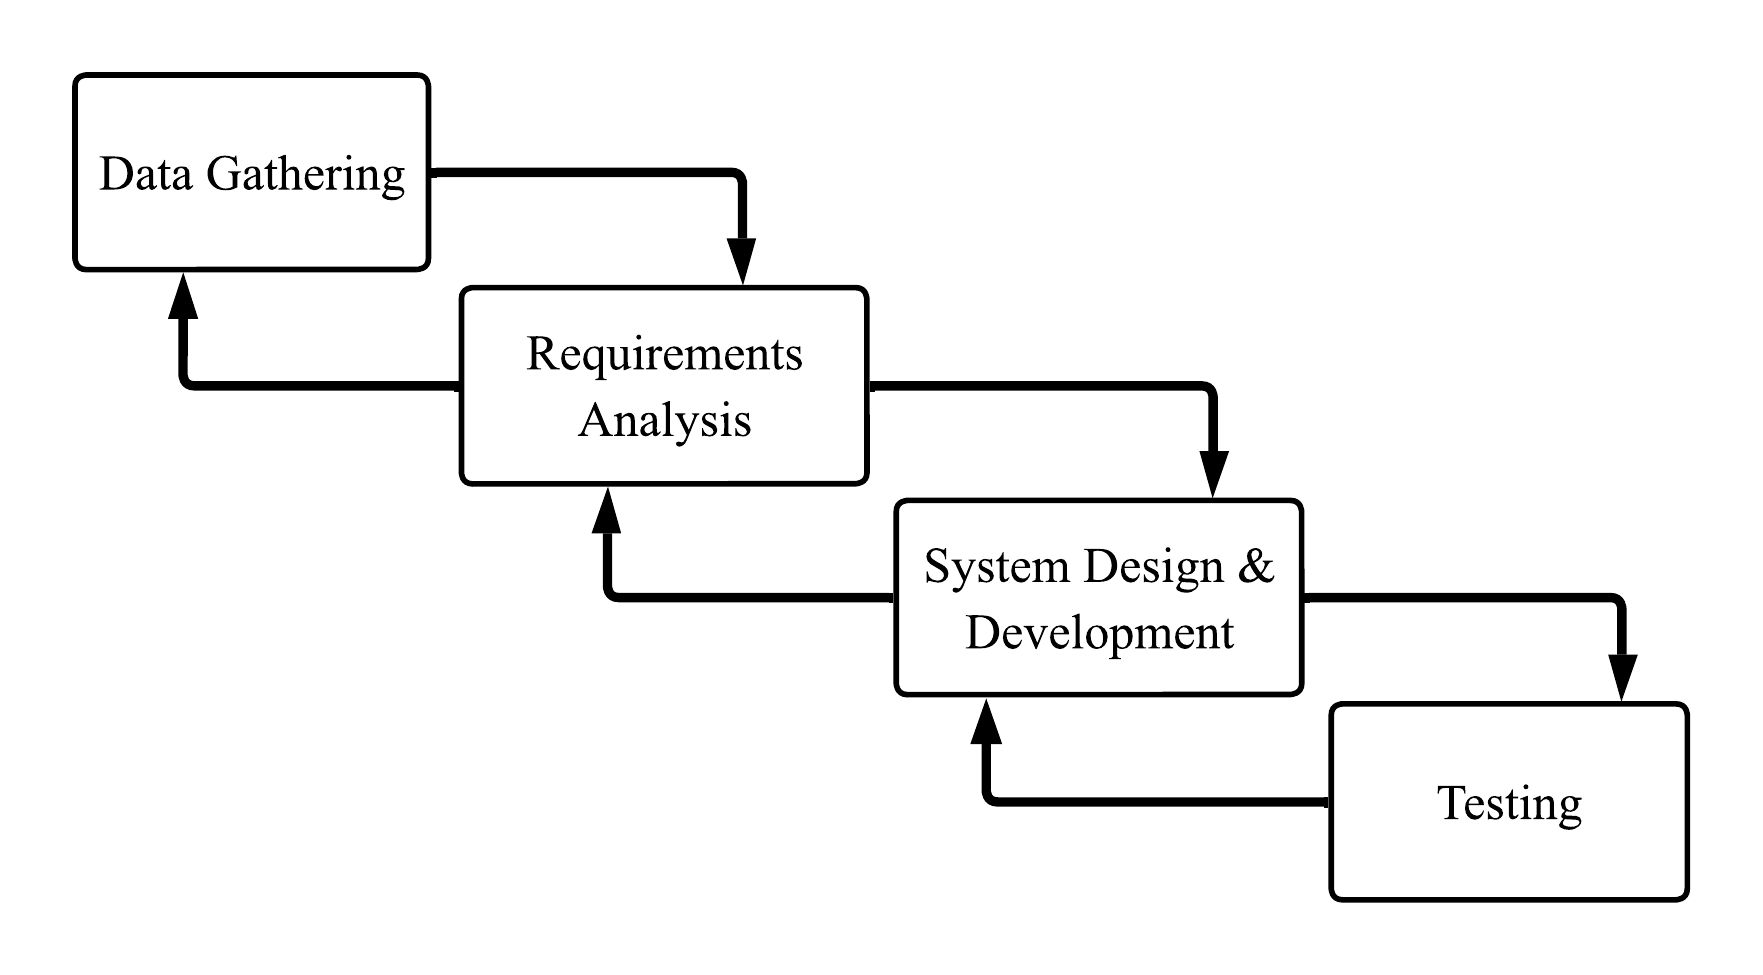 Data Gathering
Requirements
Analysis
System Design &
Development
Testing